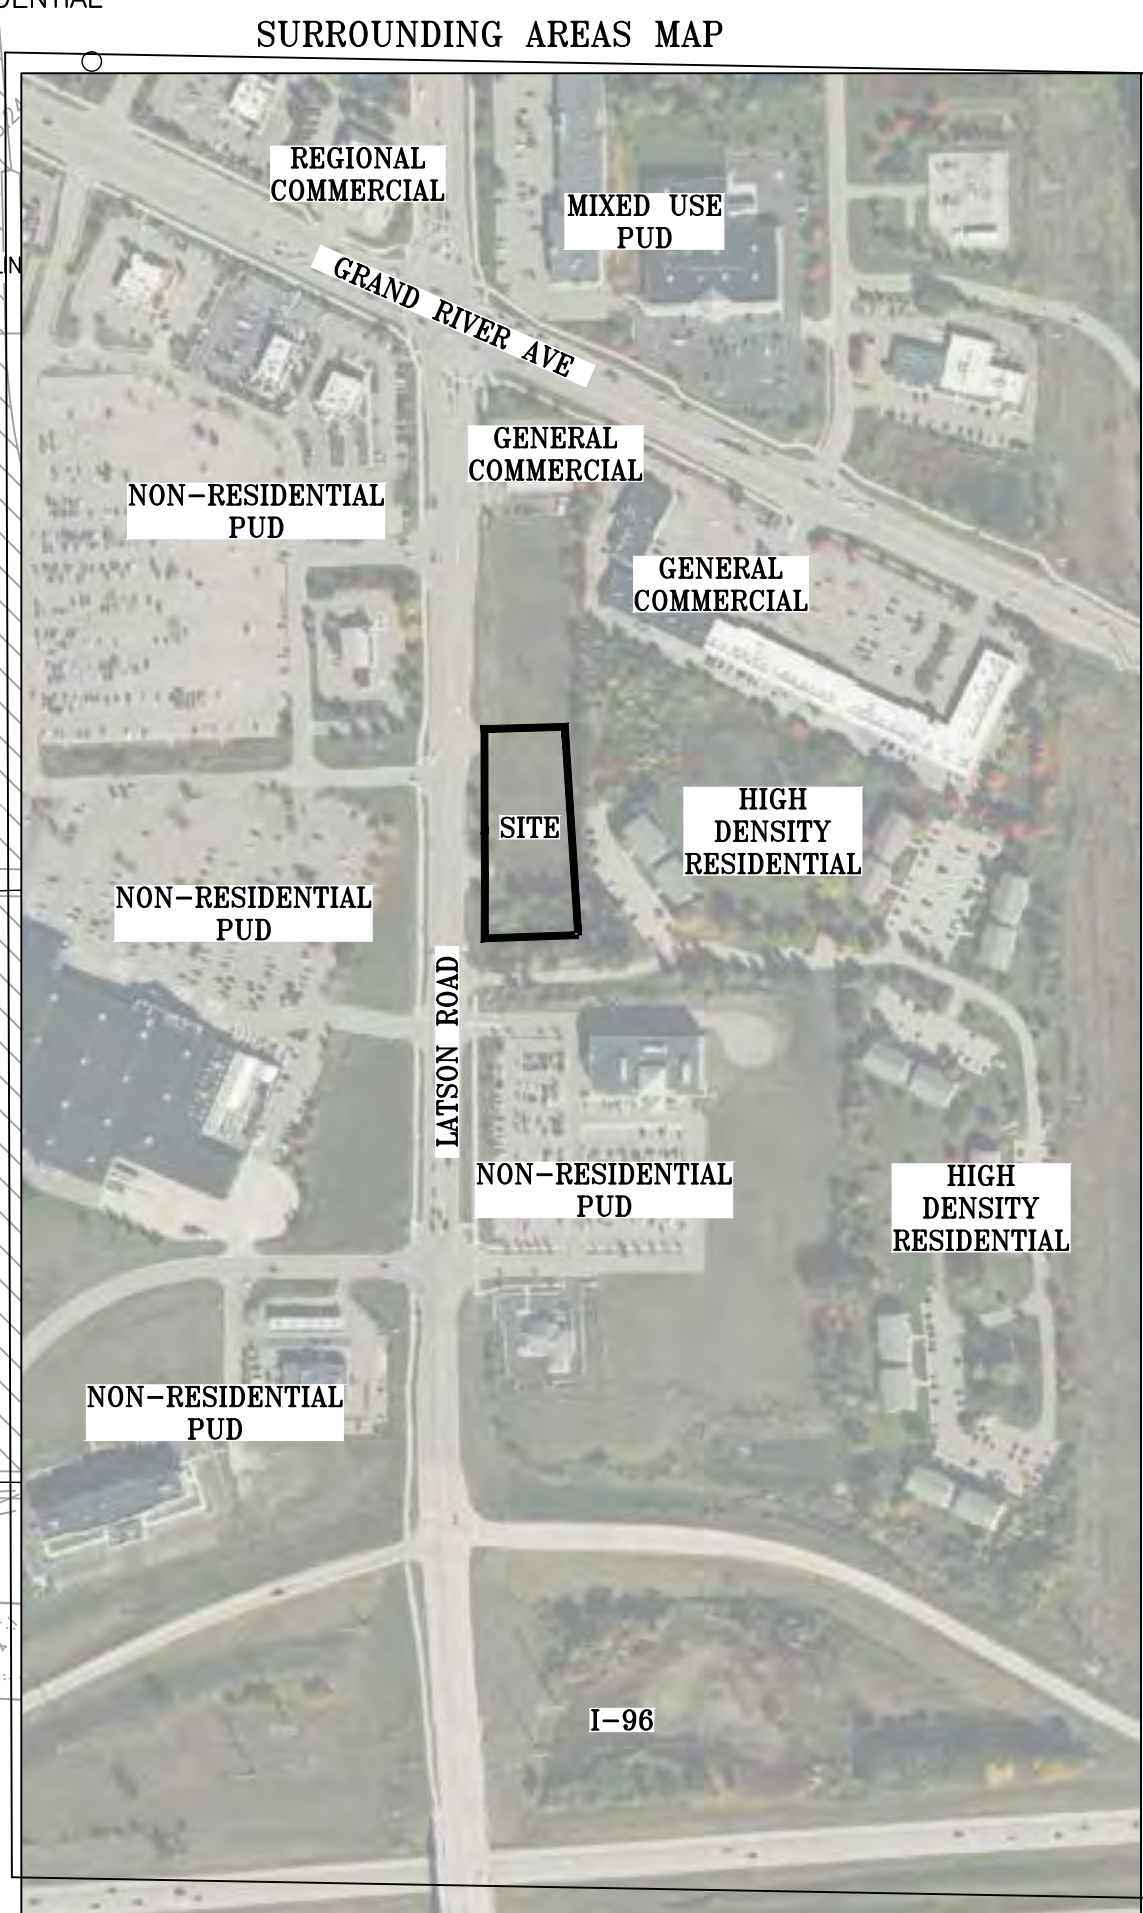 SURROUNDING AREAS MAP
REGIONAL
COMMERCIAL
MIXED USE
PUD
GRAND RIVER AVE
GENERAL
COMMERCIAL
NON-RESIDENTIAL
PUD
GENERAL
COMMERCIAL
HIGH
DENSITY
RESIDENTIAL
SITE
NON-RESIDENTIAL
PUD
LATSON ROAD
NON-RESIDENTIAL
PUD
HIGH
DENSITY
RESIDENTIAL
NON-RESIDENTIAL
PUD
I-96